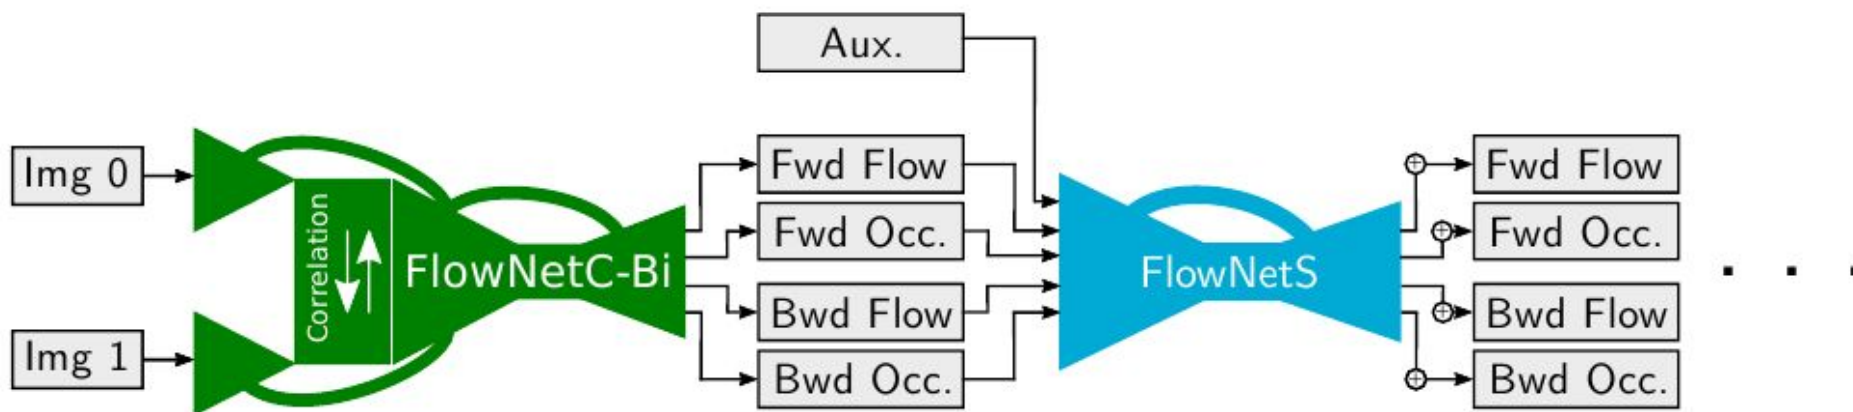 Img 0
Img 1
Correlation
FlowNetC-Bi
Aux.
Fwd Flow
Fwd Occ.
Bwd Flow
Bwd Occ.
FlowNetS
Fwd Flow
Fwd Occ.
Bwd Flow
Bwd Occ.
. . .